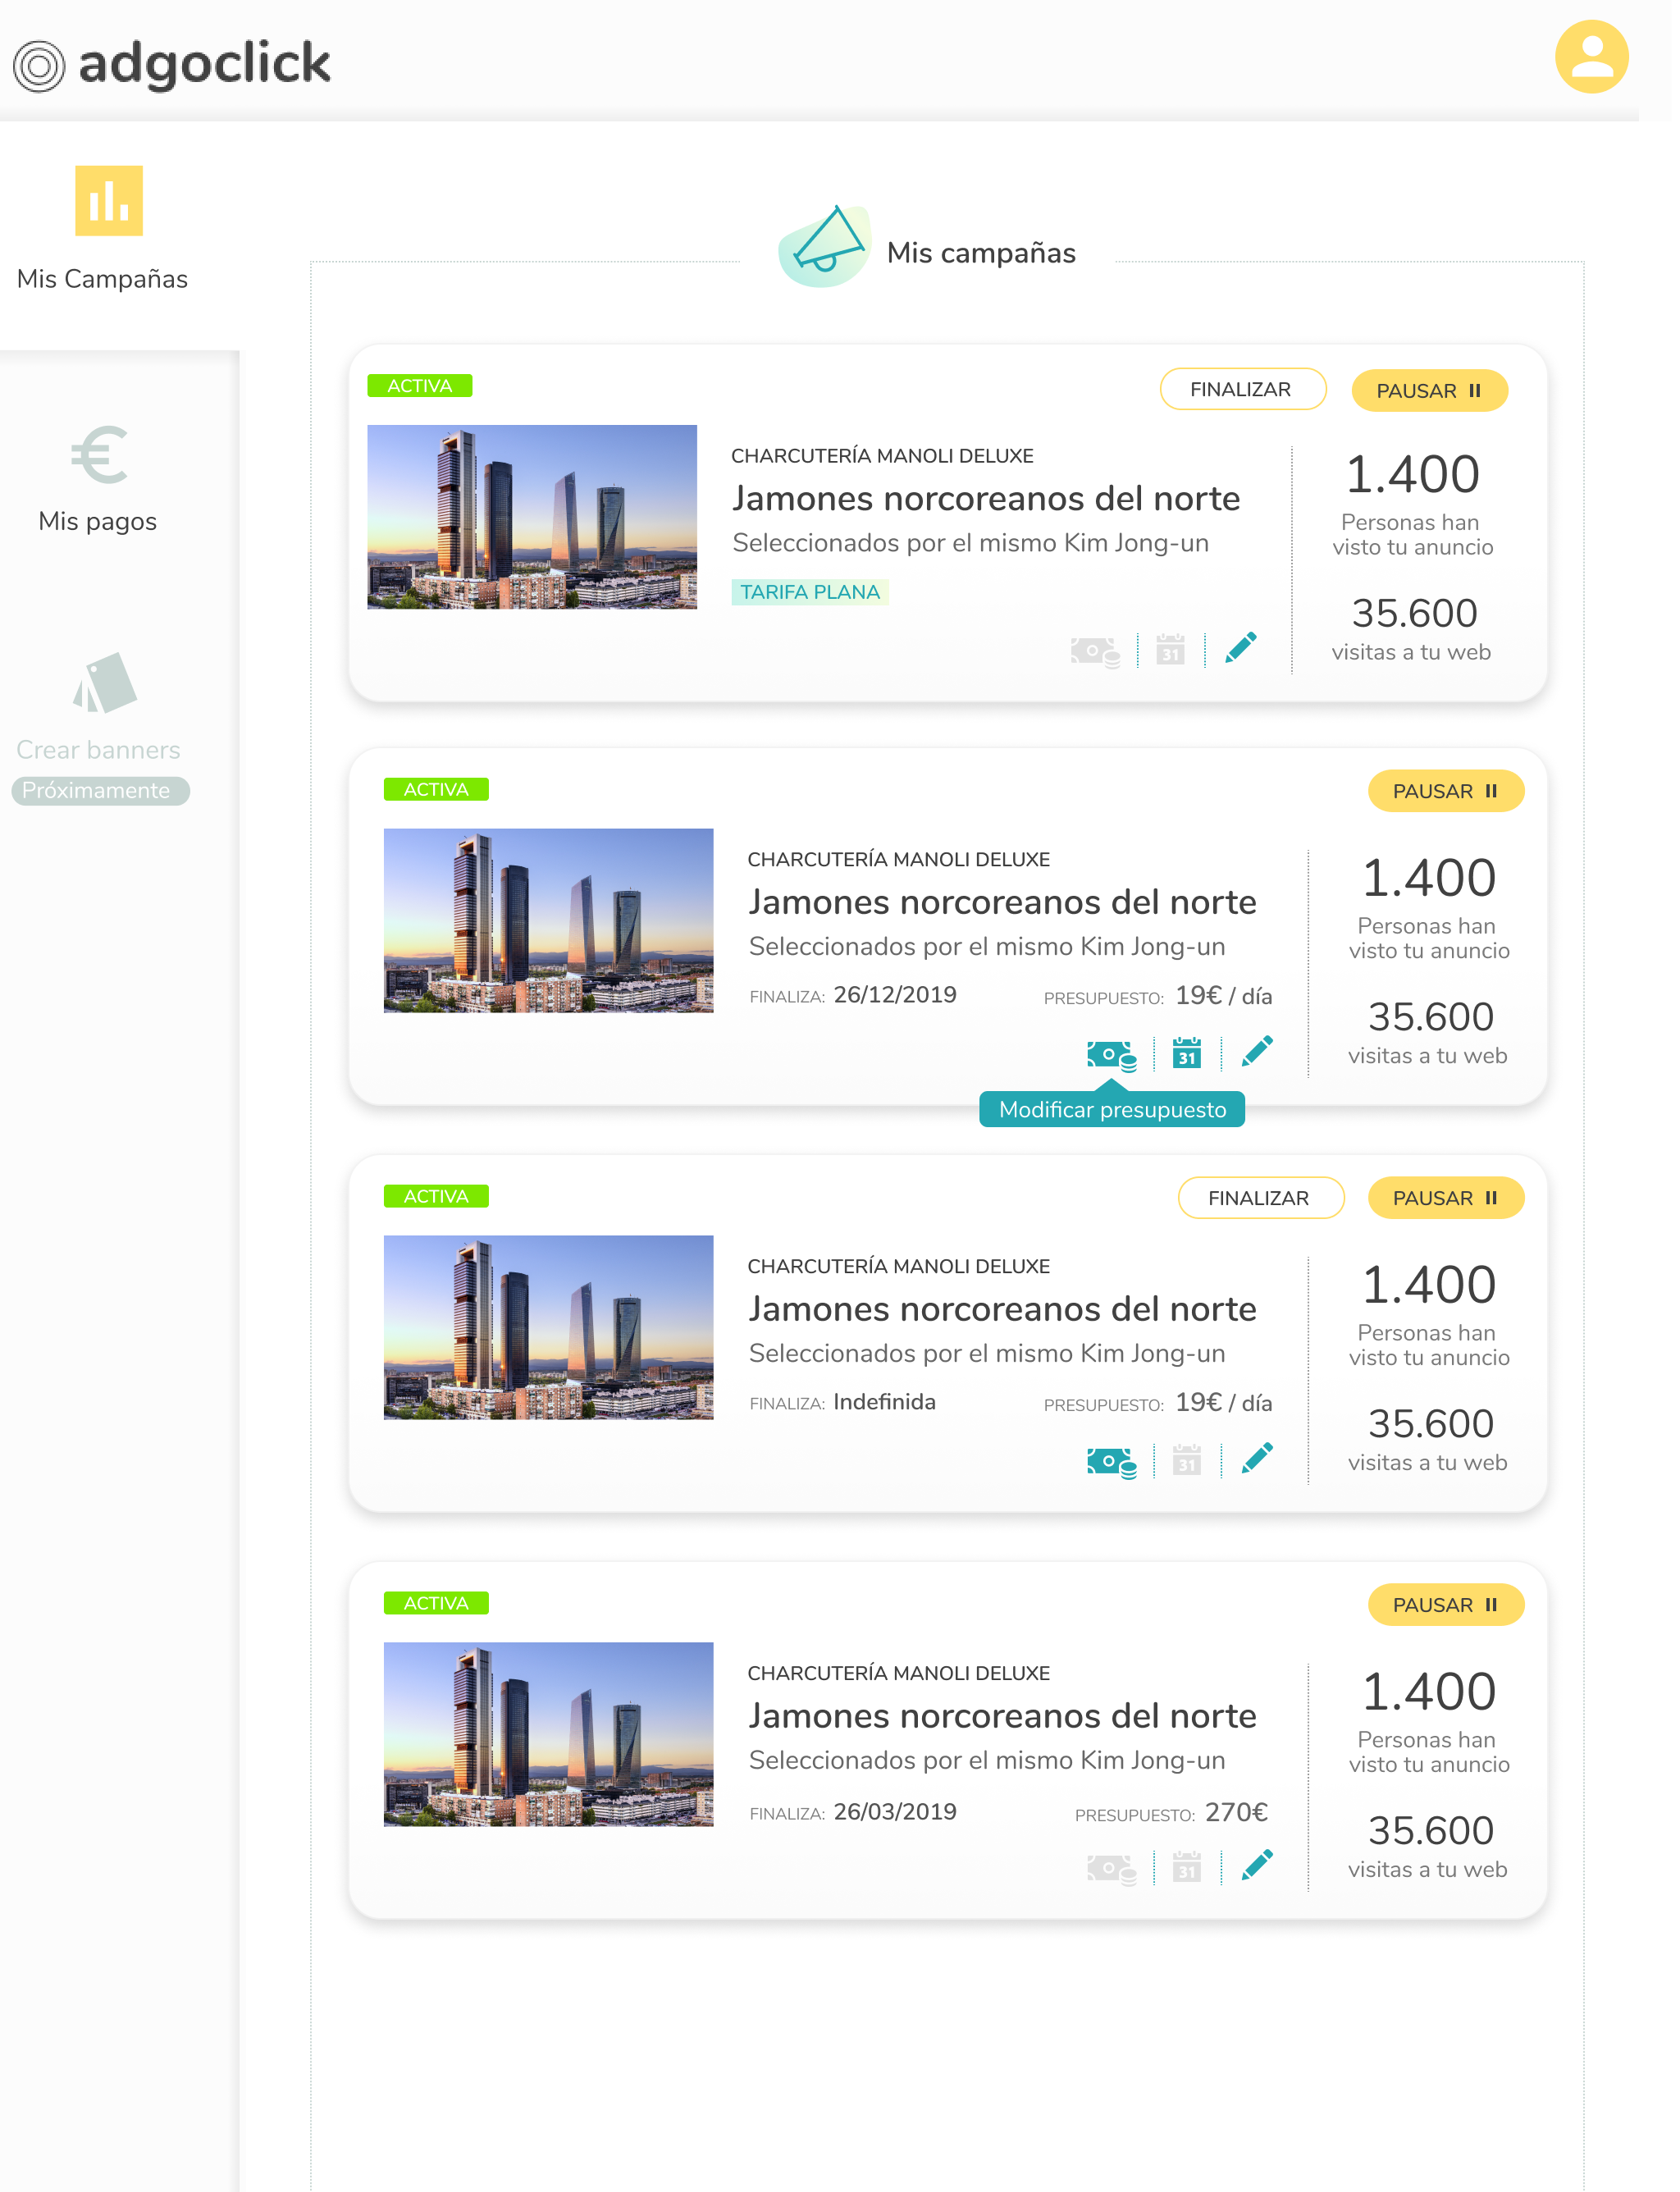 adgoclick
Mis Campañas
Mis pagos
Crear banners
Próximamente
Mis campañas
ACTIVA
FINALIZAR
PAUSAR
CHARCUTERÍA MANOLI DELUXE
Jamones norcoreanos del norte
Seleccionados por el mismo Kim Jong-un
TARIFA PLANA
31
1.400
Personas han
visto tu anuncio
35.600
visitas a tu web
ACTIVA
PAUSAR
CHARCUTERÍA MANOLI DELUXE
Jamones norcoreanos del norte
Seleccionados por el mismo Kim Jong-un
FINALIZA: 26/12/2019 PRESUPUESTO: 19€ / día
31
Modificar presupuesto
1.400
Personas han
visto tu anuncio
35.600
visitas a tu web
ACTIVA
FINALIZAR
PAUSAR
CHARCUTERÍA MANOLI DELUXE
Jamones norcoreanos del norte
Seleccionados por el mismo Kim Jong-un
FINALIZA: Indefinida PRESUPUESTO: 19€ / día
31
1.400
Personas han
visto tu anuncio
35.600
visitas a tu web
ACTIVA
PAUSAR
CHARCUTERÍA MANOLI DELUXE
Jamones norcoreanos del norte
Seleccionados por el mismo Kim Jong-un
FINALIZA: 26/03/2019 PRESUPUESTO: 270€
31
1.400
Personas han
visto tu anuncio
35.600
visitas a tu web